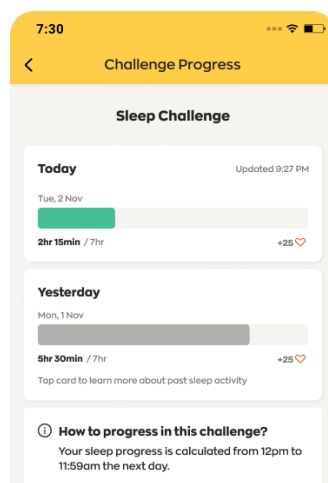 7:30
Challenge Progress
Sleep Challenge
Today
Updated 9:27 PM
Tue, 2 Nov
2hr 15min / 7hr
+25
Yesterday
Mon, 1 Nov
5hr 30min / 7hr
+25
Tap card to learn more about past sleep activity
How to progress in this challenge?
Your sleep progress is calculated from 12pm to
11:59am the next day.